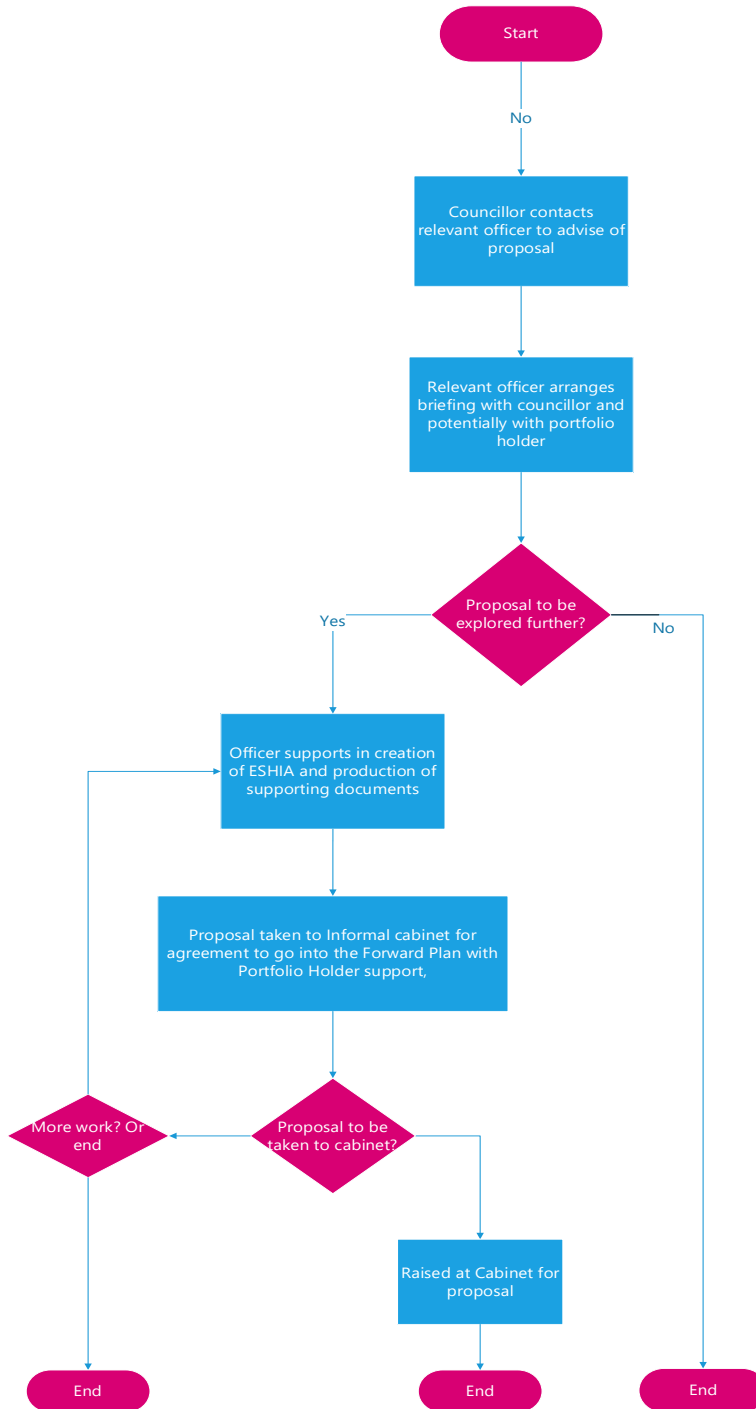 Start
No
Councillor contacts
relevant officer to advise of
proposal
Relevant officer arranges
briefing with councillor and
potentially with portfolio
holder
Proposal to be
explored further?
Yes
No
Officer supports in creation
of ESHIA and production of
supporting documents
Proposal taken to Informal cabinet for
agreement to go into the Forward Plan with
Portfolio Holder support,
More work? Or
end
Proposal to be
taken to cabinet?
Raised at Cabinet for
proposal
End
End
End